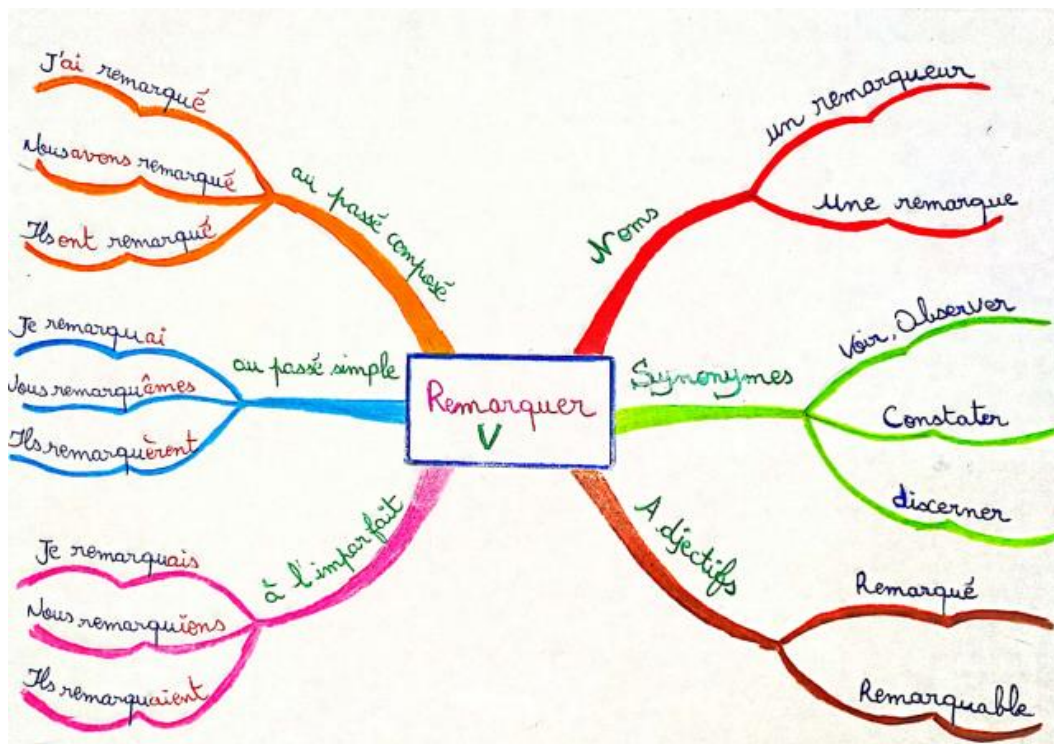 Remarquer
V
au passé composé
J'ai remarqué
Nous avons remarqué
Ils ont remarqué
au passé simple
Je remarquai
Nous remarquâmes
Ils remarquèrent
à l'imparfait
Je remarquais
Nous remarquions
Ils remarquaient
Noms
un remarqueur
Une remarque
Synonymes
Voir, Observer
Constater
discerner
Adjectifs
Remarqué
Remarquable